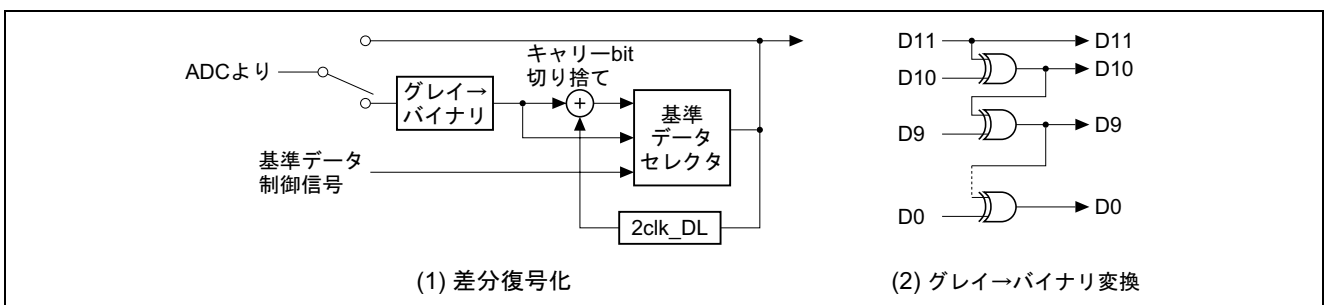 ADCより
グレイ→
バイナリ
キャリーbit
切り捨て
+
基準
データ
セレクタ
基準データ
制御信号
2clk_DL
(1) 差分復号化
D11
D11
D10
D10
D9
D9
D0
D0
(2) グレイ→バイナリ変換